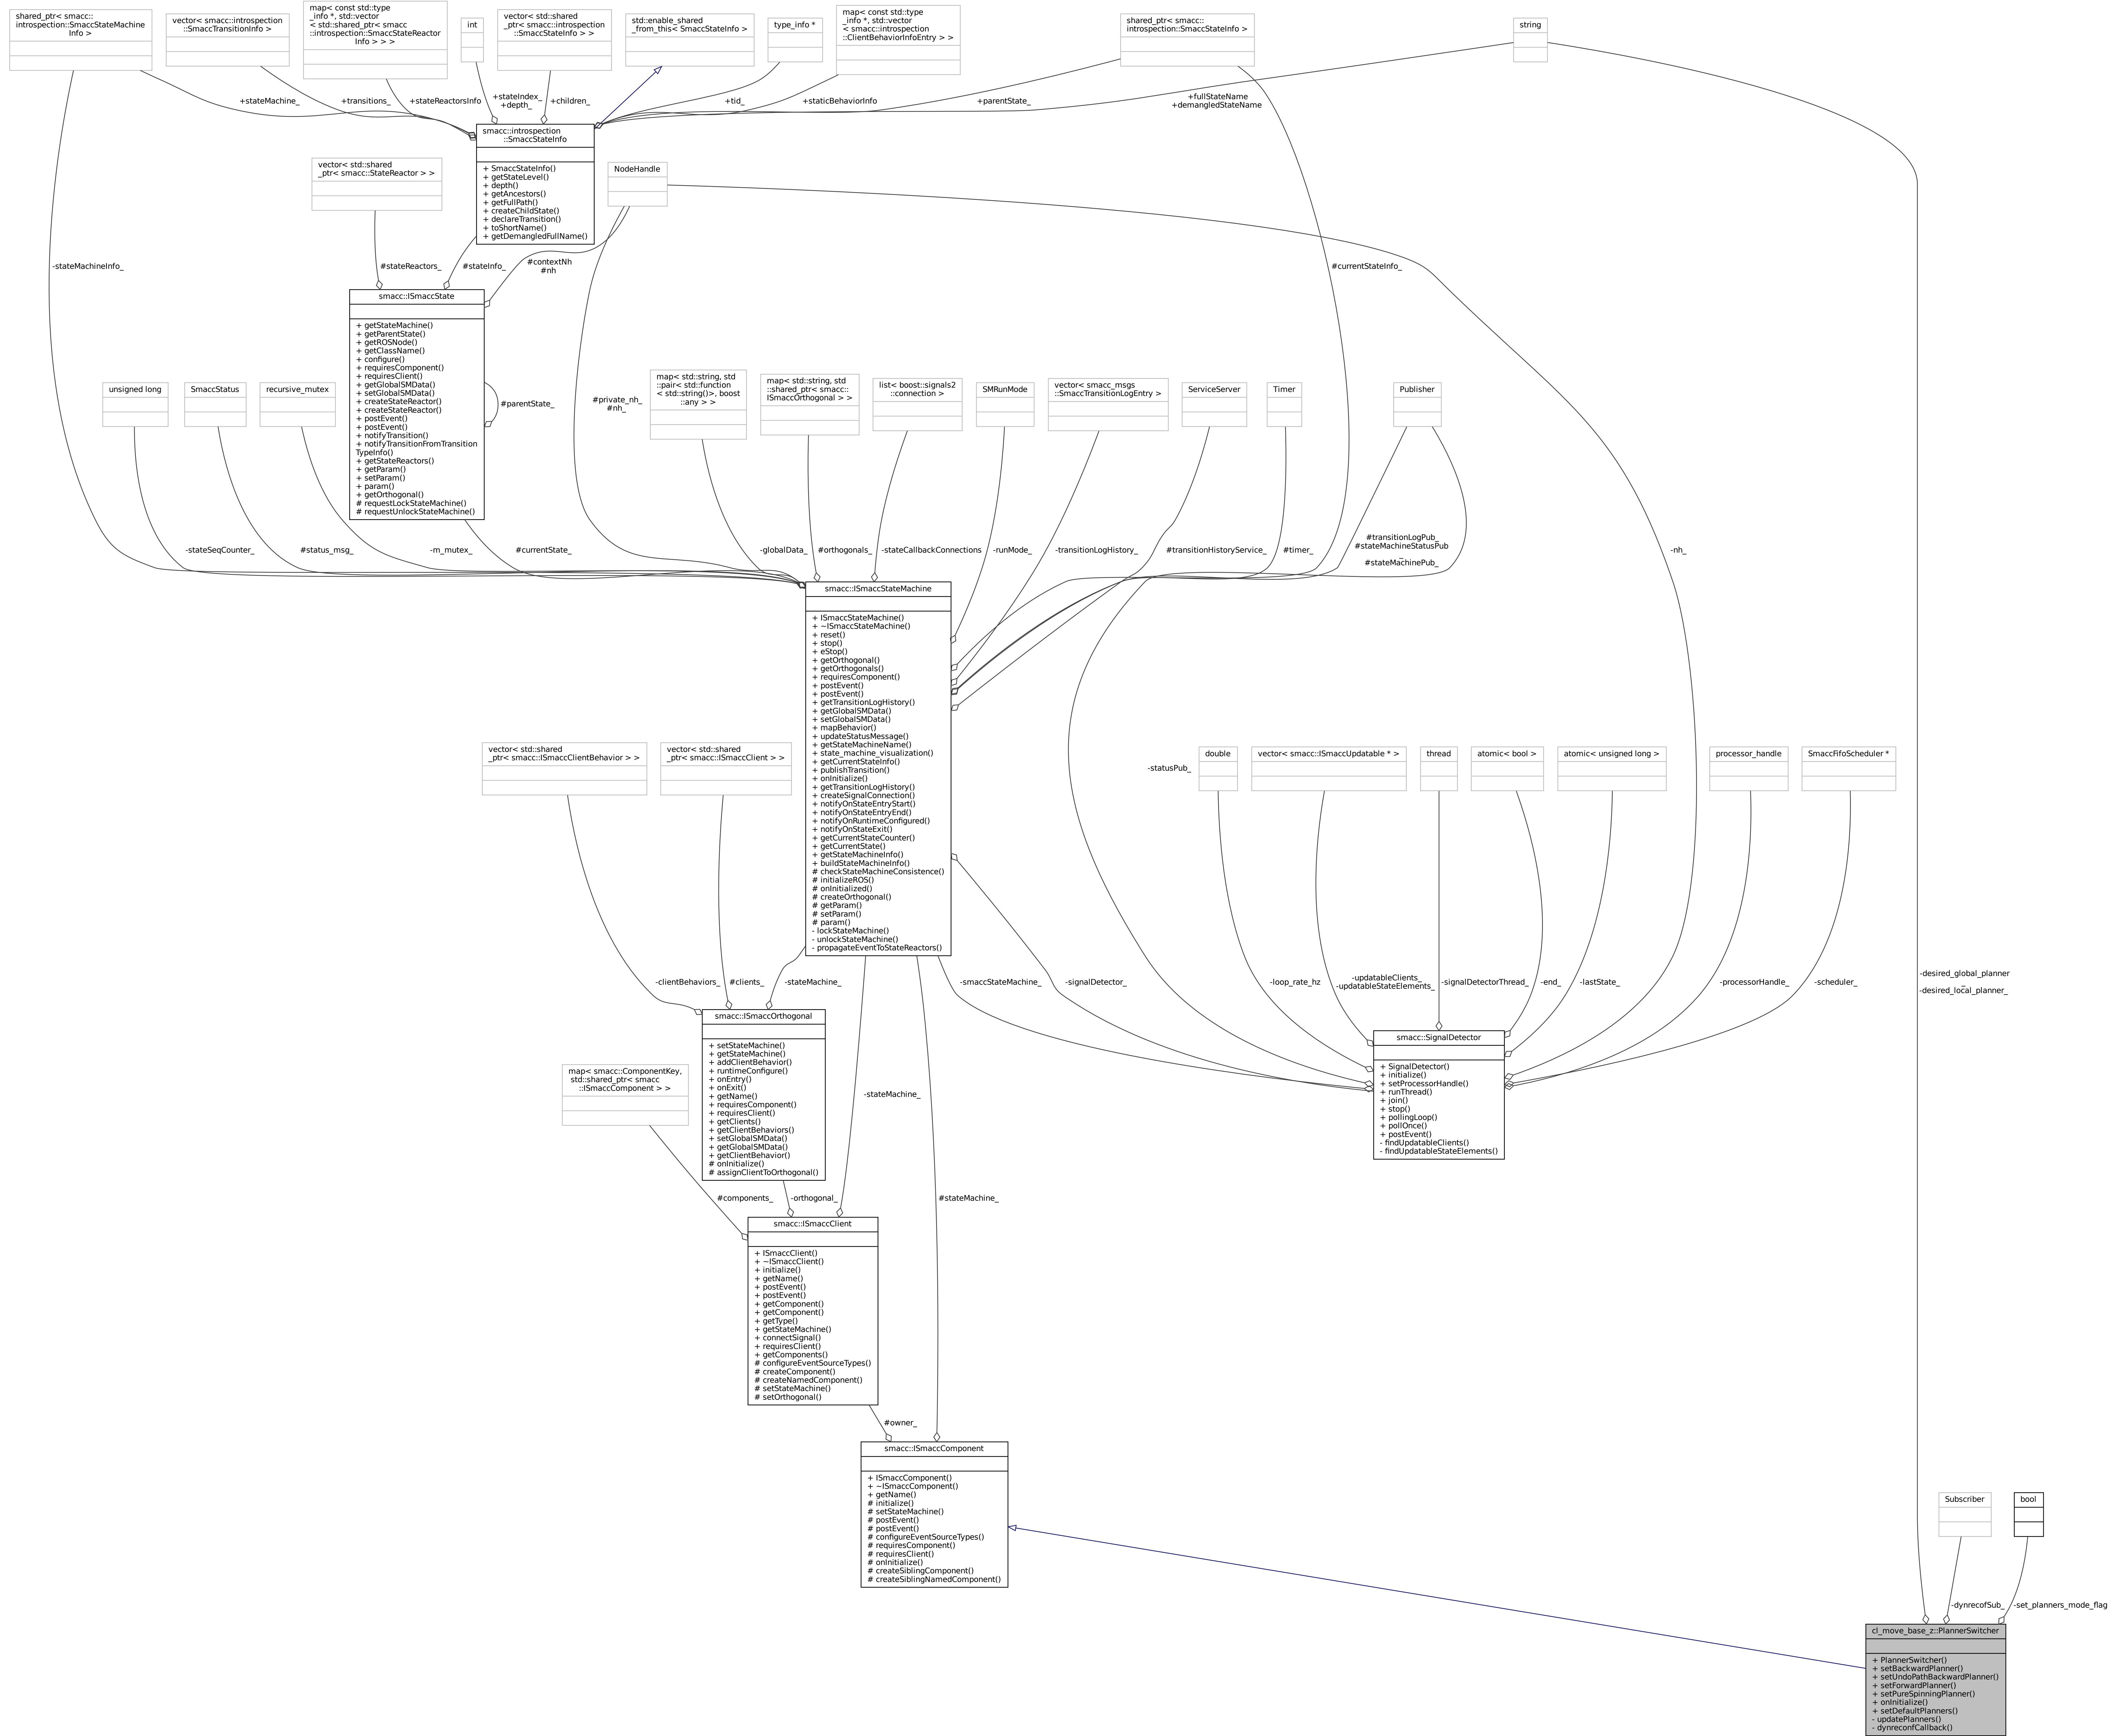 shared_ptr< smacc::
introspection::SmaccStateMachine
Info >
vector< smacc::introspection
::SmaccTransitionInfo >
map< const std::type
_info *, std::vector
< std::shared_ptr< smacc
::introspection::SmaccStateReactor
Info > > >
int
vector< std::shared
_ptr< smacc::introspection
::SmaccStateInfo > >
std::enable_shared
_from_this< SmaccStateInfo >
type_info *
map< const std::type
_info *, std::vector
< smacc::introspection
::ClientBehaviorInfoEntry > >
shared_ptr< smacc::
introspection::SmaccStateInfo >
string
+stateMachine_
+transitions_
+stateReactorsInfo
+stateIndex_
+depth_
+children_
+tid_
+staticBehaviorInfo
+parentState_
+fullStateName
+demangledStateName
smacc::introspection
::SmaccStateInfo
+ SmaccStateInfo()
+ getStateLevel()
+ depth()
+ getAncestors()
+ getFullPath()
+ createChildState()
+ declareTransition()
+ toShortName()
+ getDemangledFullName()
vector< std::shared
_ptr< smacc::StateReactor > >
NodeHandle
-stateMachineInfo_
#stateReactors_
#stateInfo_
#contextNh
#nh
#currentStateInfo_
smacc::ISmaccState
+ getStateMachine()
+ getParentState()
+ getROSNode()
+ getClassName()
+ configure()
+ requiresComponent()
+ requiresClient()
+ getGlobalSMData()
+ setGlobalSMData()
+ createStateReactor()
+ createStateReactor()
+ postEvent()
+ postEvent()
+ notifyTransition()
+ notifyTransitionFromTransition
TypeInfo()
+ getStateReactors()
+ getParam()
+ setParam()
+ param()
+ getOrthogonal()
# requestLockStateMachine()
# requestUnlockStateMachine()
#parentState_
unsigned long
SmaccStatus
recursive_mutex
#private_nh_
#nh_
map< std::string, std
::pair< std::function
< std::string()>, boost
::any > >
map< std::string, std
::shared_ptr< smacc::
ISmaccOrthogonal > >
list< boost::signals2
::connection >
SMRunMode
vector< smacc_msgs
::SmaccTransitionLogEntry >
ServiceServer
Timer
Publisher
-stateSeqCounter_
#status_msg_
-m_mutex_
#currentState_
-globalData_
#orthogonals_
-stateCallbackConnections
-runMode_
-transitionLogHistory_
#transitionHistoryService_
#timer_
#transitionLogPub_
#stateMachineStatusPub
_
#stateMachinePub_
-nh_
smacc::ISmaccStateMachine
+ ISmaccStateMachine()
+ ~ISmaccStateMachine()
+ reset()
+ stop()
+ eStop()
+ getOrthogonal()
+ getOrthogonals()
+ requiresComponent()
+ postEvent()
+ postEvent()
+ getTransitionLogHistory()
+ getGlobalSMData()
+ setGlobalSMData()
+ mapBehavior()
+ updateStatusMessage()
+ getStateMachineName()
+ state_machine_visualization()
+ getCurrentStateInfo()
+ publishTransition()
+ onInitialize()
+ getTransitionLogHistory()
+ createSignalConnection()
+ notifyOnStateEntryStart()
+ notifyOnStateEntryEnd()
+ notifyOnRuntimeConfigured()
+ notifyOnStateExit()
+ getCurrentStateCounter()
+ getCurrentState()
+ getStateMachineInfo()
+ buildStateMachineInfo()
# checkStateMachineConsistence()
# initializeROS()
# onInitialized()
# createOrthogonal()
# getParam()
# setParam()
# param()
- lockStateMachine()
- unlockStateMachine()
- propagateEventToStateReactors()
vector< std::shared
_ptr< smacc::ISmaccClientBehavior > >
vector< std::shared
_ptr< smacc::ISmaccClient > >
-statusPub_
double
vector< smacc::ISmaccUpdatable * >
thread
atomic< bool >
atomic< unsigned long >
processor_handle
SmaccFifoScheduler *
-clientBehaviors_
#clients_
-stateMachine_
-smaccStateMachine_
-signalDetector_
-loop_rate_hz
-updatableClients_
-updatableStateElements_
-signalDetectorThread_
-end_
-lastState_
-processorHandle_
-scheduler_
-desired_global_planner
_
-desired_local_planner_
smacc::ISmaccOrthogonal
+ setStateMachine()
+ getStateMachine()
+ addClientBehavior()
+ runtimeConfigure()
+ onEntry()
+ onExit()
+ getName()
+ requiresComponent()
+ requiresClient()
+ getClients()
+ getClientBehaviors()
+ setGlobalSMData()
+ getGlobalSMData()
+ getClientBehavior()
# onInitialize()
# assignClientToOrthogonal()
smacc::SignalDetector
+ SignalDetector()
+ initialize()
+ setProcessorHandle()
+ runThread()
+ join()
+ stop()
+ pollingLoop()
+ pollOnce()
+ postEvent()
- findUpdatableClients()
- findUpdatableStateElements()
map< smacc::ComponentKey,
std::shared_ptr< smacc
::ISmaccComponent > >
-stateMachine_
#components_
-orthogonal_
#stateMachine_
smacc::ISmaccClient
+ ISmaccClient()
+ ~ISmaccClient()
+ initialize()
+ getName()
+ postEvent()
+ postEvent()
+ getComponent()
+ getComponent()
+ getType()
+ getStateMachine()
+ connectSignal()
+ requiresClient()
+ getComponents()
# configureEventSourceTypes()
# createComponent()
# createNamedComponent()
# setStateMachine()
# setOrthogonal()
#owner_
smacc::ISmaccComponent
+ ISmaccComponent()
+ ~ISmaccComponent()
+ getName()
# initialize()
# setStateMachine()
# postEvent()
# postEvent()
# configureEventSourceTypes()
# requiresComponent()
# requiresClient()
# onInitialize()
# createSiblingComponent()
# createSiblingNamedComponent()
Subscriber
bool
-dynrecofSub_
-set_planners_mode_flag
cl_move_base_z::PlannerSwitcher
+ PlannerSwitcher()
+ setBackwardPlanner()
+ setUndoPathBackwardPlanner()
+ setForwardPlanner()
+ setPureSpinningPlanner()
+ onInitialize()
+ setDefaultPlanners()
- updatePlanners()
- dynreconfCallback()